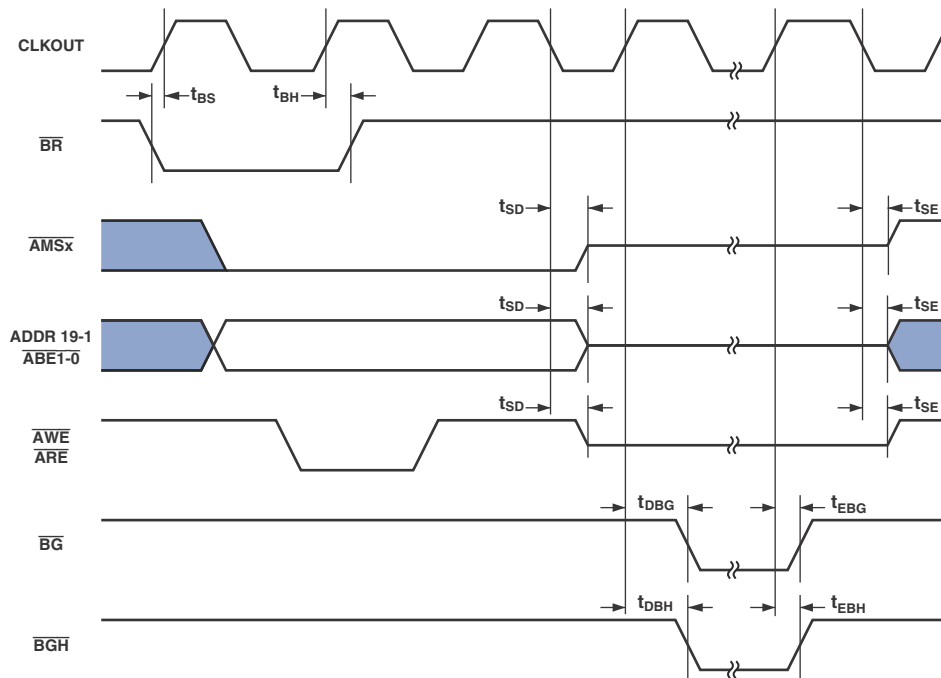 CLKOUT
tBS
tBH
BR
tSD
tSE
AMSx
tSD
tSE
ADDR 19-1
ABE1-0
tSD
tSE
AWE
ARE
tDBG
tEBG
BG
tDBH
tEBH
BGH